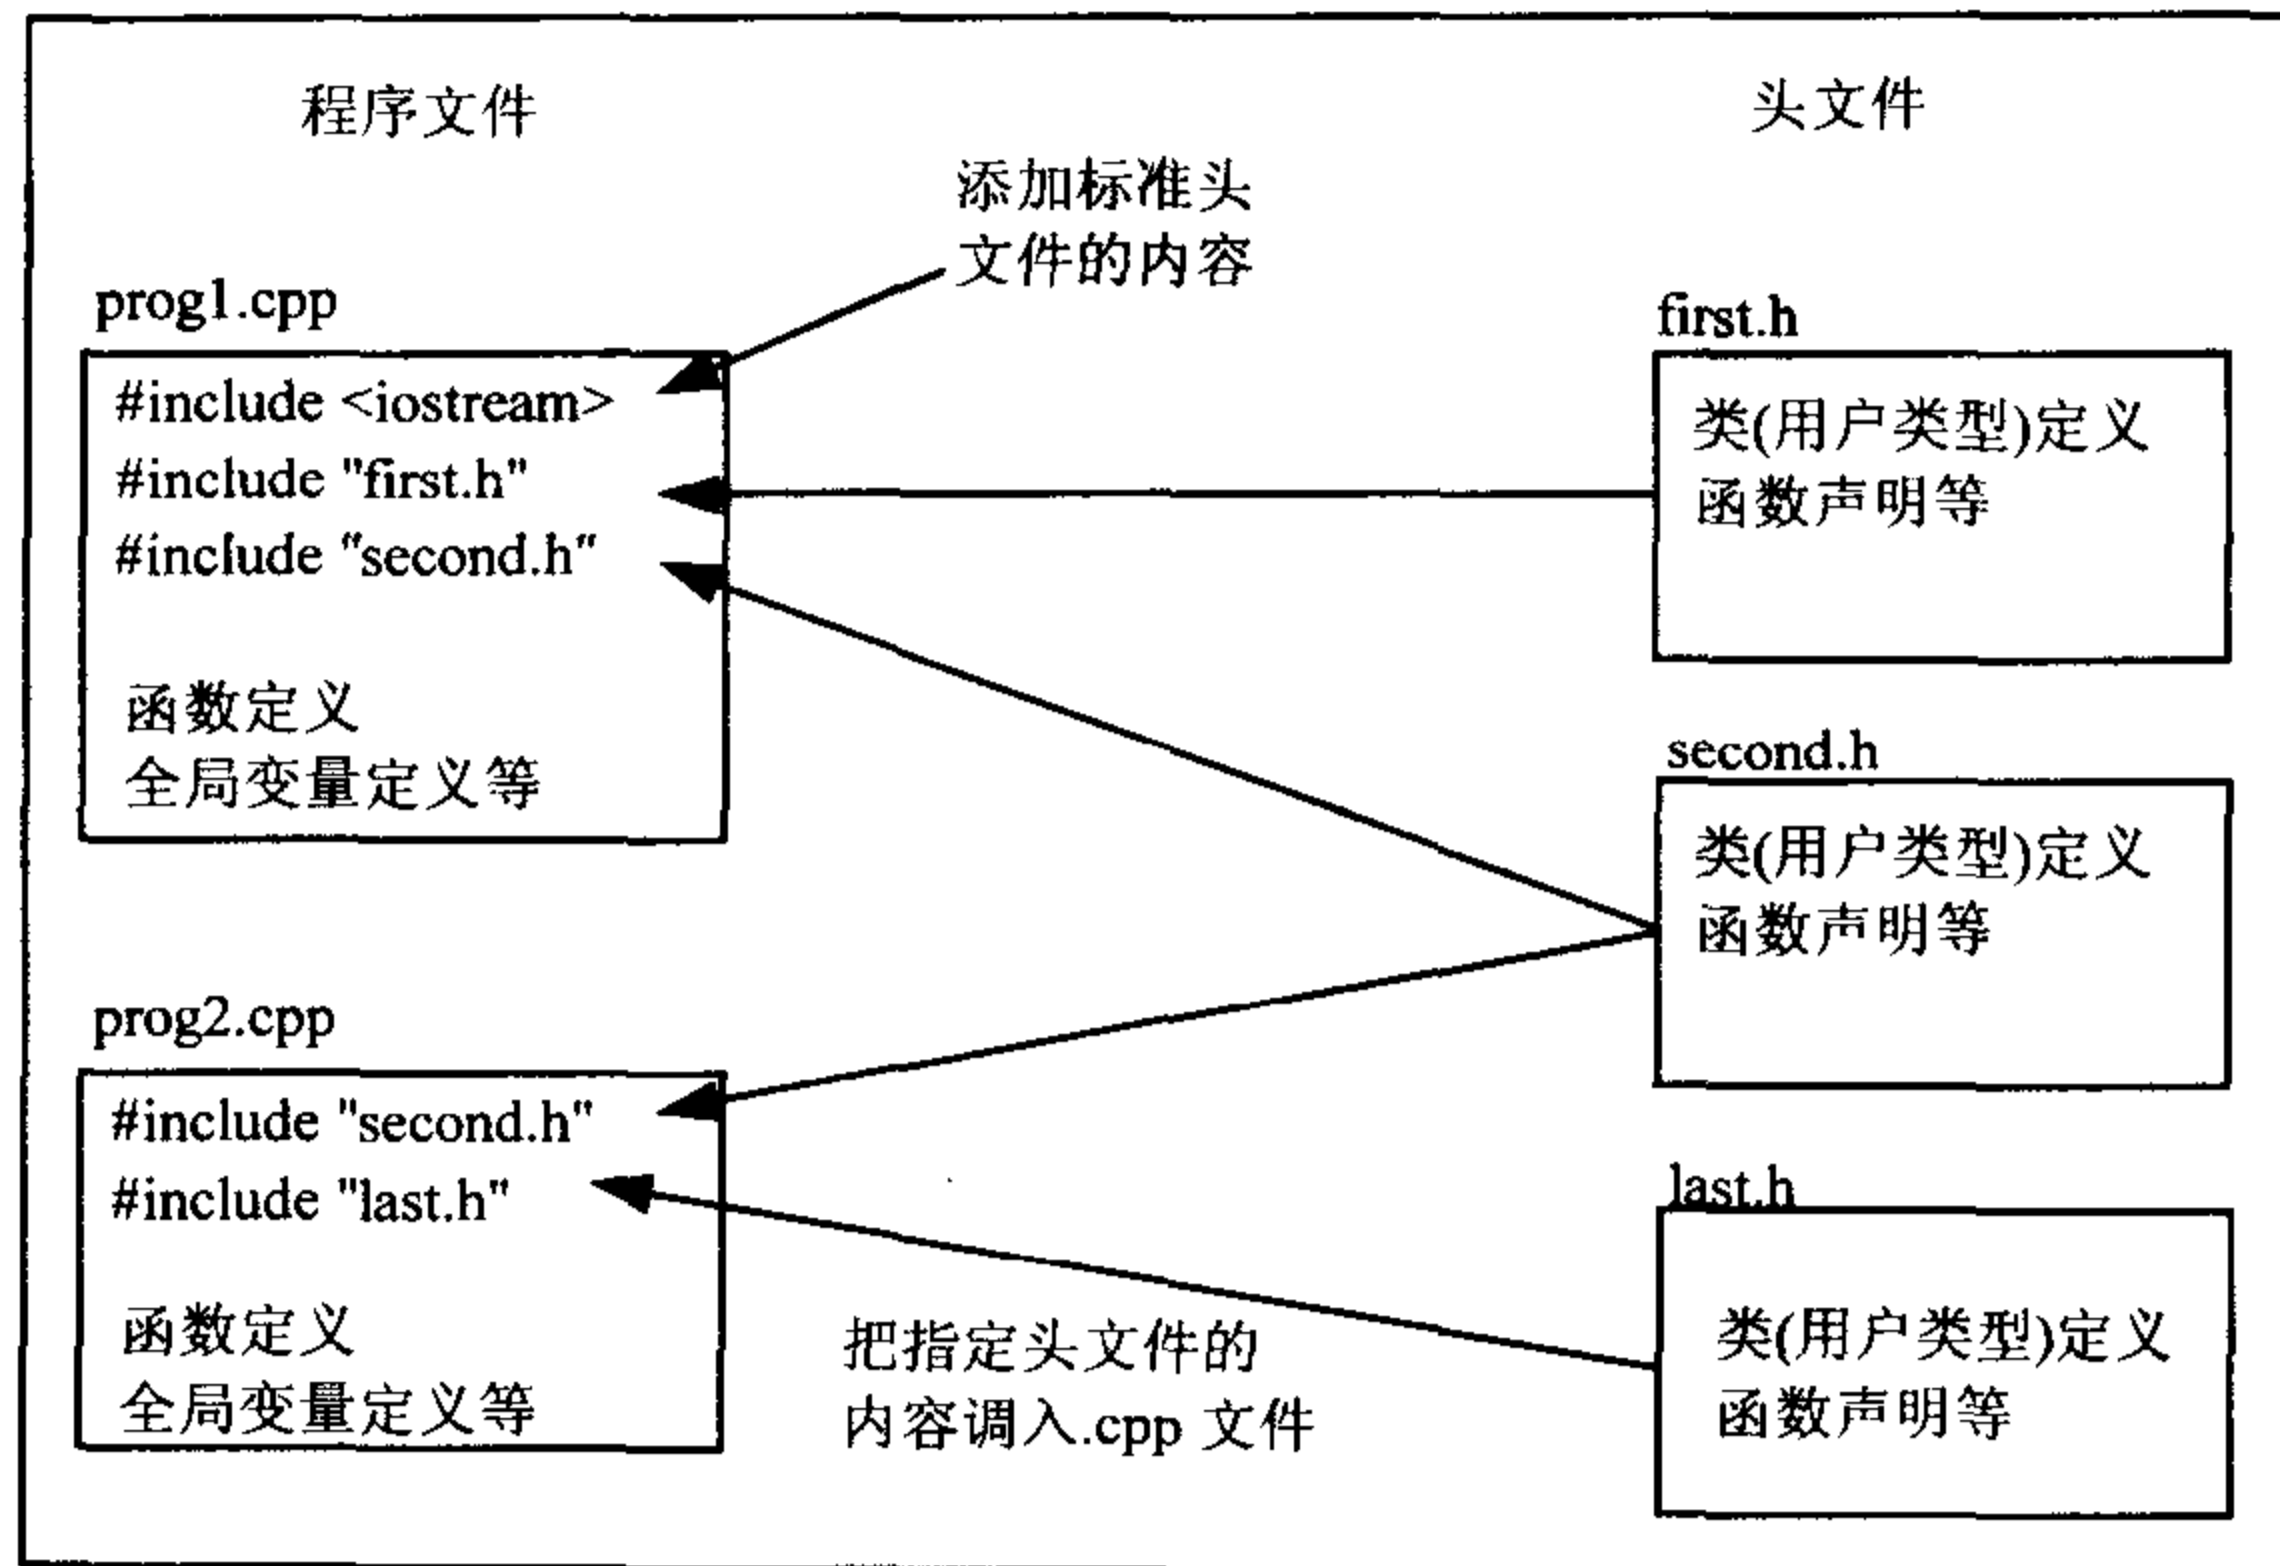 程序文件
头文件
添加标准头
文件的内容
prog1.cpp
#include <iostream>
#include "first.h"
#include "second.h"
函数定义
全局变量定义等
first.h
类(用户类型)定义
函数声明等
second.h
类(用户类型)定义
函数声明等
prog2.cpp
#include "second.h"
#include "last.h"
函数定义
全局变量定义等
把指定头文件的
内容调入.cpp 文件
last.h
类(用户类型)定义
函数声明等